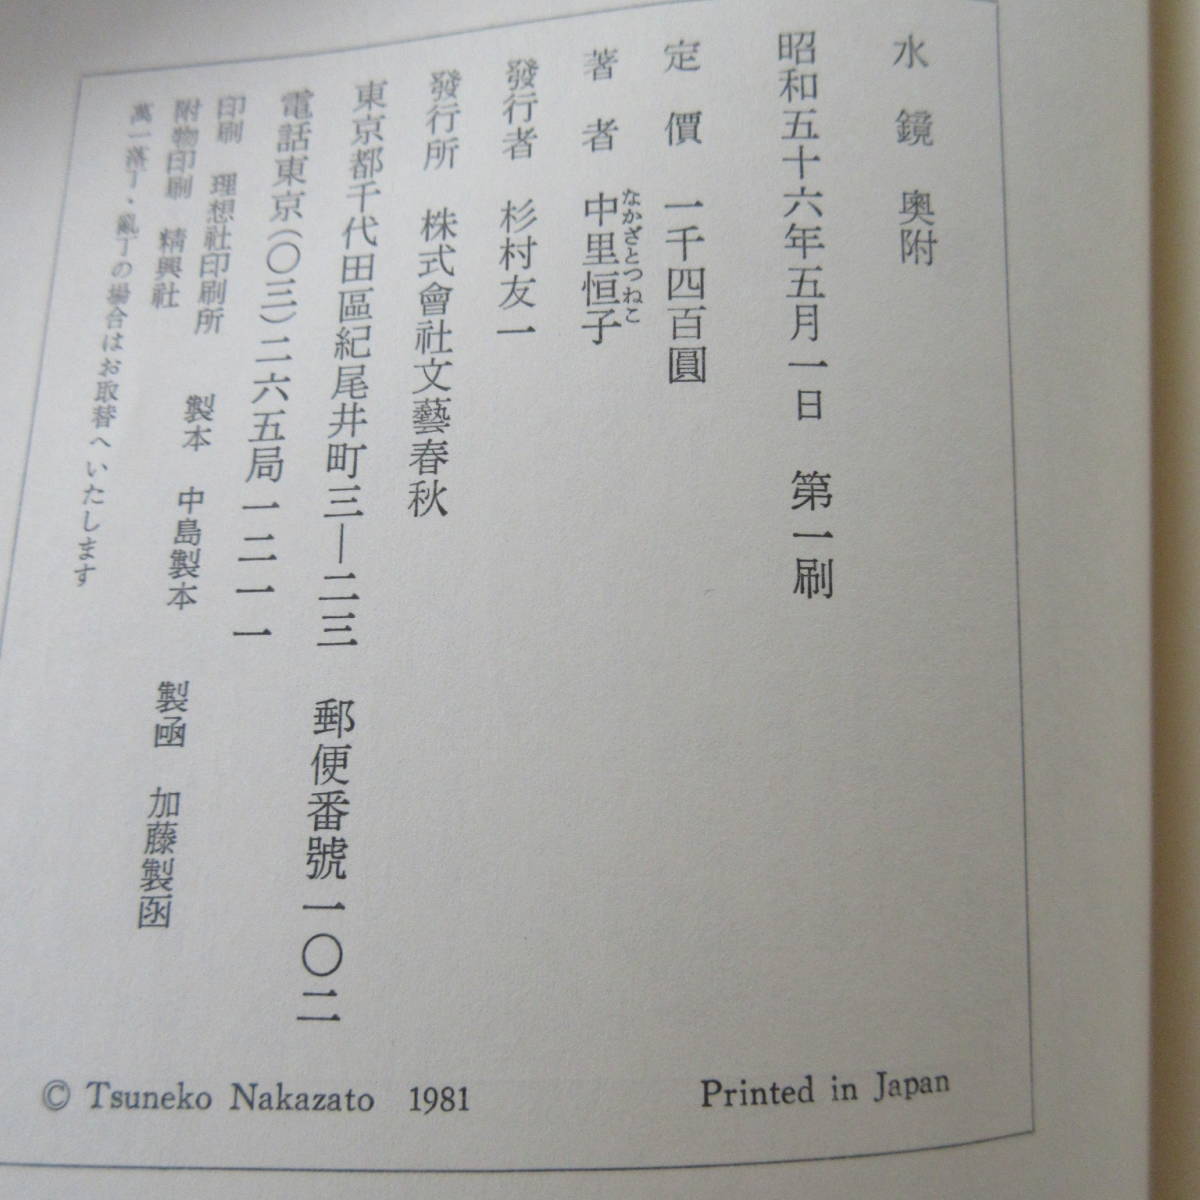 水鏡 奥附
昭和五十六年五月一日 第一刷
定價 一千四百圓
著者 中里恒子
なかざとつねこ
發行者 杉村友一
發行所 株式會社文藝春秋
東京都千代田區紀尾井町三―二三 郵便番號一〇二
電話東京(〇三)二六五局一二一一
印刷 理想社印刷所 製本 中島製本 製函 加藤製函
附物印刷 精興社
萬一落丁、亂丁の場合はお取替へいたします
© Tsuneko Nakazato 1981
Printed in Japan